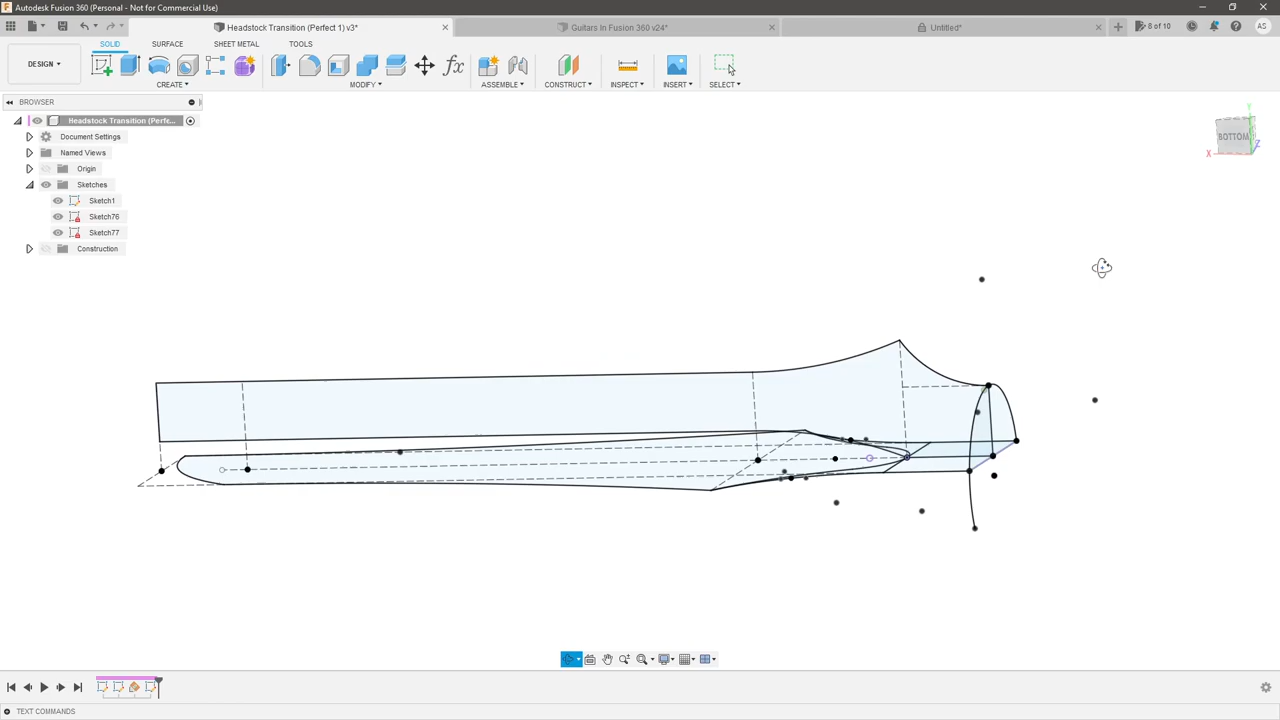 Autodesk Fusion 360 (Personal - Not for Commercial Use)
Headstock Transition (Perfect 1) v3*
Guitars In Fusion 360 v24*
Untitled*
8 of 10
AS
DESIGN
SOLID
SURFACE
SHEET METAL
TOOLS
CREATE
MODIFY
ASSEMBLE
CONSTRUCT
INSPECT
INSERT
SELECT
BROWSER
Headstock Transition (Perfe...
Document Settings
Named Views
Origin
Sketches
Sketch1
Sketch76
Sketch77
Construction
Y
BOTTOM
X
Z
TEXT COMMANDS